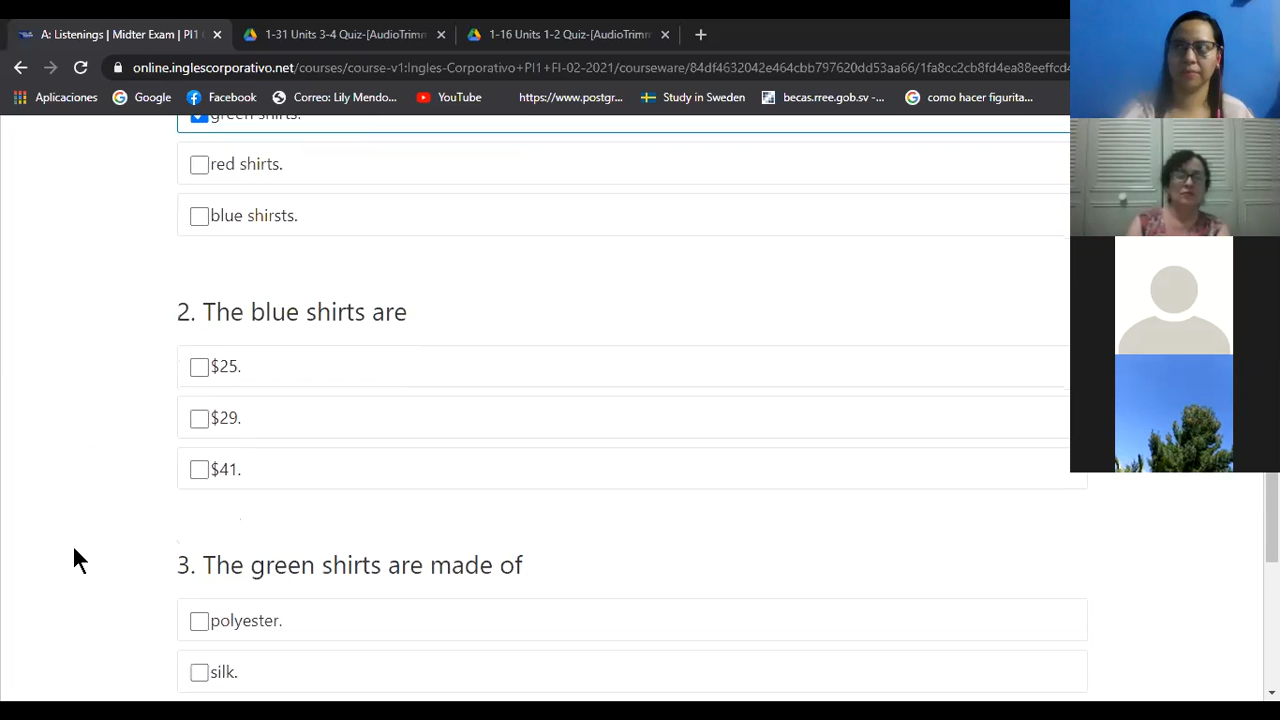 A: Listenings | Midter Exam | PI1
1-31 Units 3-4 Quiz-[AudioTrimm
1-16 Units 1-2 Quiz-[AudioTrimm
online.inglescorporativo.net/courses/course-v1:Ingles-Corporativo+PI1+FI-02-2021/courseware/84df4632042e464cbb797620dd53aa66/1fa8cc2cb8fd4ea88eeffcd4
Aplicaciones Google Facebook Correo: Lily Mendo... YouTube https://www.postgr... Study in Sweden becas.rree.gob.sv -... como hacer figurita...
green shirts.
red shirts.
blue shirsts.
2. The blue shirts are
$25.
$29.
$41.
3. The green shirts are made of
polyester.
silk.